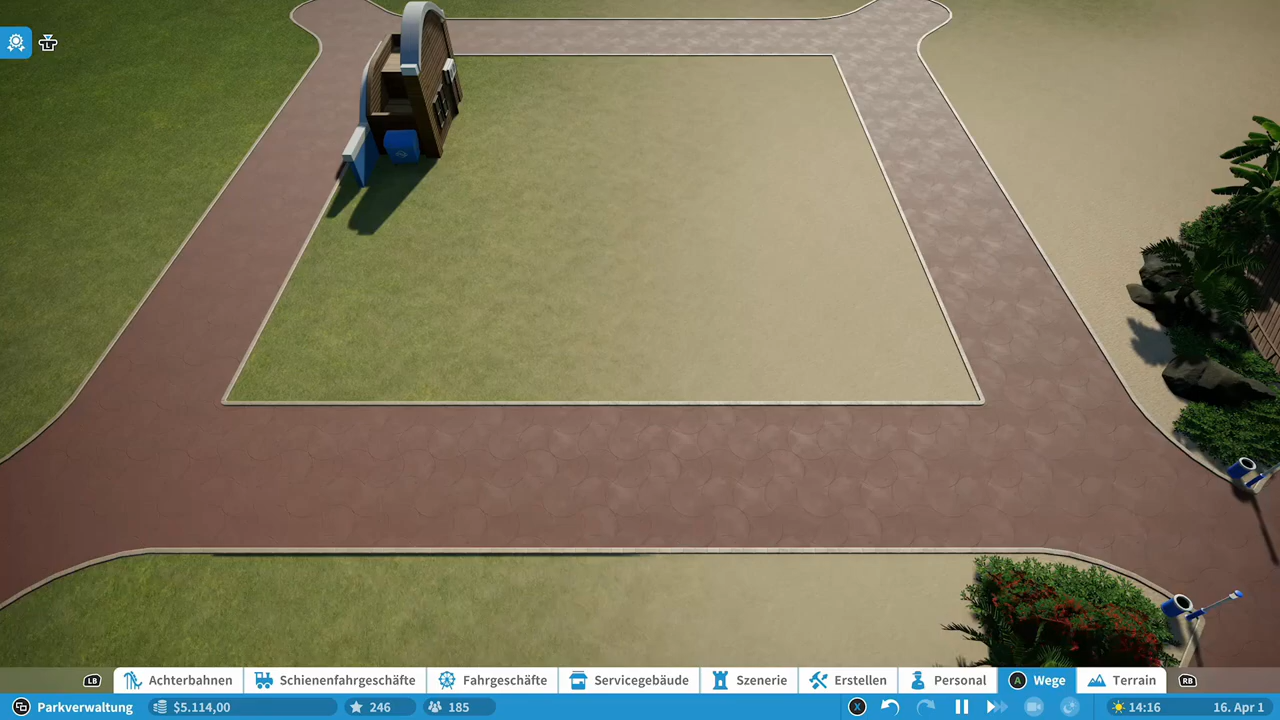 LB
Achterbahnen
Schienenfahrgeschäfte
Fahrgeschäfte
Servicegebäude
Szenerie
Erstellen
Personal
A
Wege
Terrain
RB
Parkverwaltung
$5.114,00
246
185
X
14:16
16. Apr 1